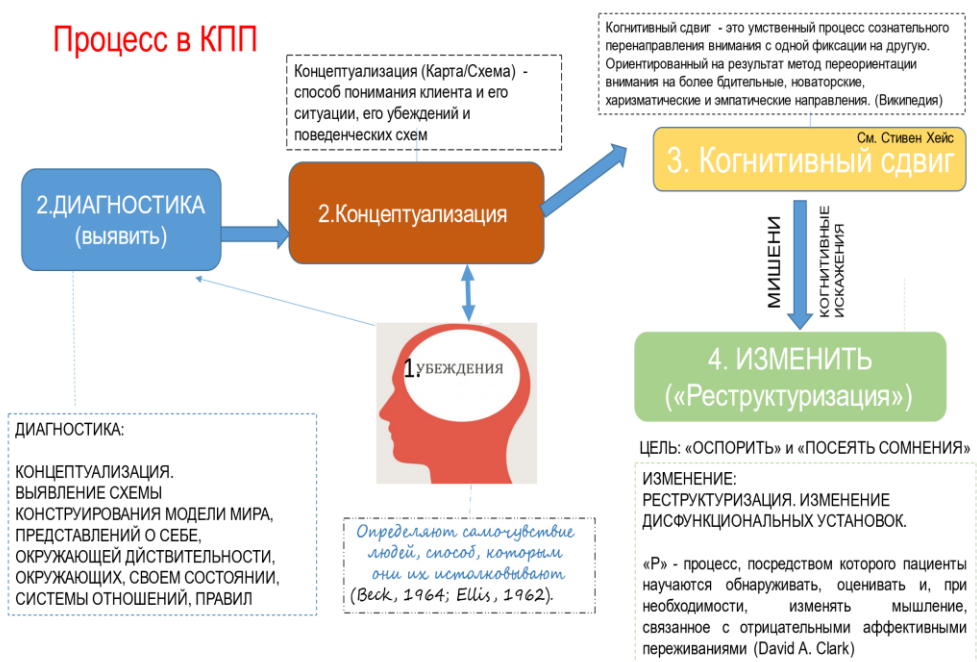 Процесс в КПП
Концептуализация (Карта/Схема) -
способ понимания клиента и его
ситуации, его убеждений и
поведенческих схем
Когнитивный сдвиг - это умственный процесс сознательного
перенаправления внимания с одной фиксации на другую.
Ориентированный на результат метод переориентации
внимания на более бдительные, новаторские,
харизматические и эмпатические направления. (Википедия)
2.ДИАГНОСТИКА
(выявить)
2.Концептуализация
См. Стивен Хейс
3. Когнитивный сдвиг
МИШЕНИ
КОГНИТИВНЫЕ
ИСКАЖЕНИЯ
1.УБЕЖДЕНИЯ
4. ИЗМЕНИТЬ
(«Реструктуризация»)
ДИАГНОСТИКА:
КОНЦЕПТУАЛИЗАЦИЯ.
ВЫЯВЛЕНИЕ СХЕМЫ
КОНСТРУИРОВАНИЯ МОДЕЛИ МИРА,
ПРЕДСТАВЛЕНИЙ О СЕБЕ,
ОКРУЖАЮЩЕЙ ДЙСТВИТЕЛЬНОСТИ,
ОКРУЖАЮЩИХ, СВОЕМ СОСТОЯНИИ,
СИСТЕМЫ ОТНОШЕНИЙ, ПРАВИЛ
Определяют самочувствие
людей, способ, которым
они их истолковывают
(Beck, 1964; Ellis, 1962).
ЦЕЛЬ: «ОСПОРИТЬ» и «ПОСЕЯТЬ СОМНЕНИЯ»
ИЗМЕНЕНИЕ:
РЕСТРУКТУРИЗАЦИЯ. ИЗМЕНЕНИЕ
ДИСФУНКЦИОНАЛЬНЫХ УСТАНОВОК.
«Р» - процесс, посредством которого пациенты
научаются обнаруживать, оценивать и, при
необходимости, изменять мышление,
связанное с отрицательными аффективными
переживаниями (David A. Clark)